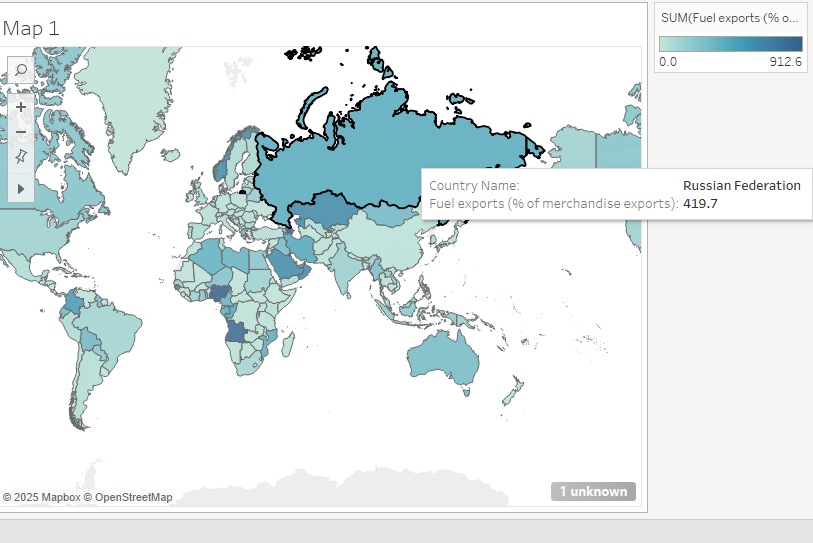 Map 1
SUM(Fuel exports (% o...
0.0 912.6
Country Name: Russian Federation
Fuel exports (% of merchandise exports): 419.7
© 2025 Mapbox © OpenStreetMap
1 unknown